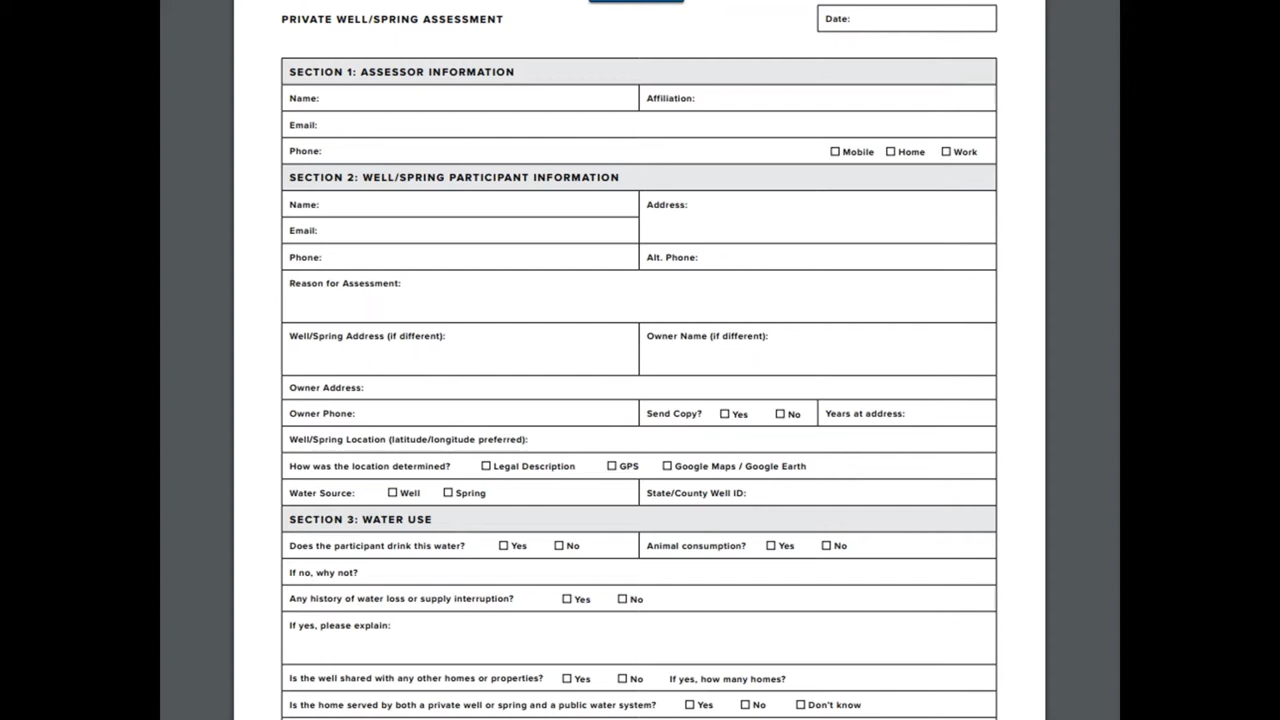 PRIVATE WELL/SPRING ASSESSMENT
Date:
SECTION 1: ASSESSOR INFORMATION
Name: Affiliation:
Email:
Phone: ☐ Mobile ☐ Home ☐ Work
SECTION 2: WELL/SPRING PARTICIPANT INFORMATION
Name: Address:
Email:
Phone: Alt. Phone:
Reason for Assessment:
Well/Spring Address (if different): Owner Name (if different):
Owner Address:
Owner Phone: Send Copy? ☐ Yes ☐ No Years at address:
Well/Spring Location (latitude/longitude preferred):
How was the location determined? ☐ Legal Description ☐ GPS ☐ Google Maps / Google Earth
Water Source: ☐ Well ☐ Spring State/County Well ID:
SECTION 3: WATER USE
Does the participant drink this water? ☐ Yes ☐ No Animal consumption? ☐ Yes ☐ No
If no, why not?
Any history of water loss or supply interruption? ☐ Yes ☐ No
If yes, please explain:
Is the well shared with any other homes or properties? ☐ Yes ☐ No If yes, how many homes?
Is the home served by both a private well or spring and a public water system? ☐ Yes ☐ No ☐ Don't know